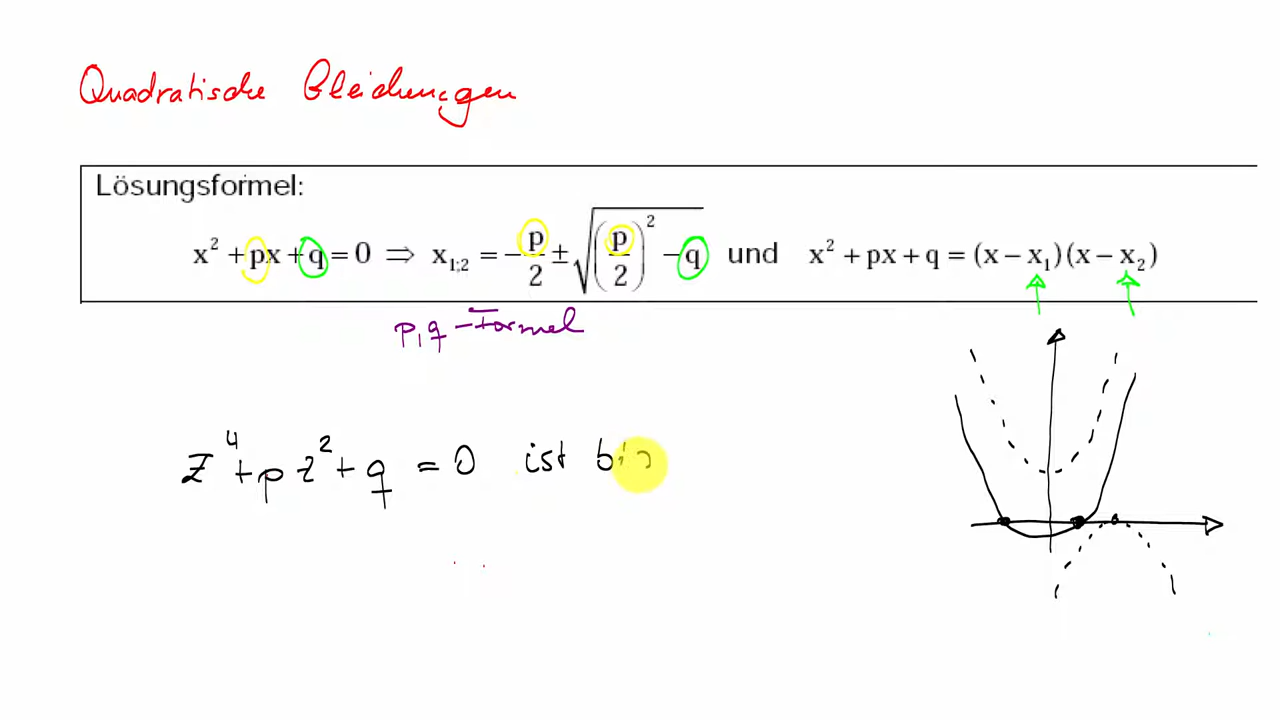 Quadratische Gleichungen
Lösungsformel:
x² + px + q = 0 ⇒ x₁;₂ = −p/2 ± √((p/2)² − q) und x² + px + q = (x − x₁)(x − x₂)
p,q-Formel
z⁴ + pz² + q = 0 ist